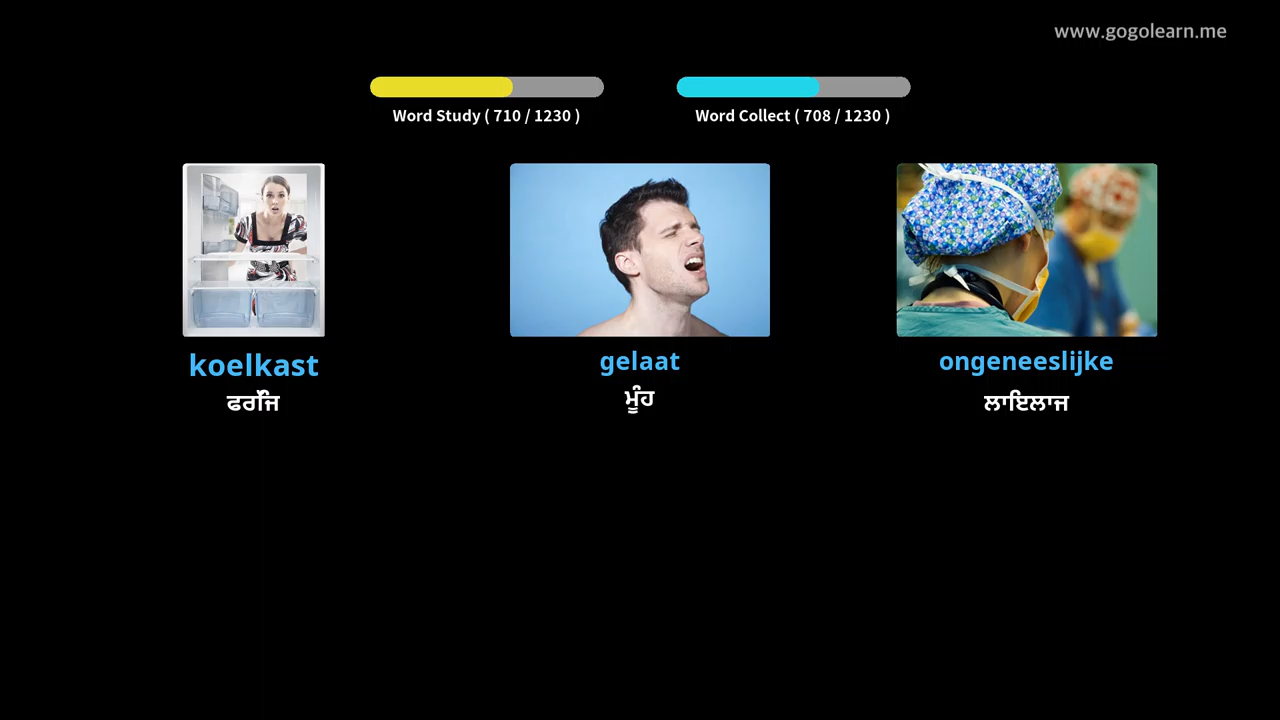 www.gogolearn.me
Word Study ( 710 / 1230 )
Word Collect ( 708 / 1230 )
koelkast
gelaat
ongeneeslijke
ਫਰਿੱਜ
ਮੂੰਹ
ਲਾਇਲਾਜ